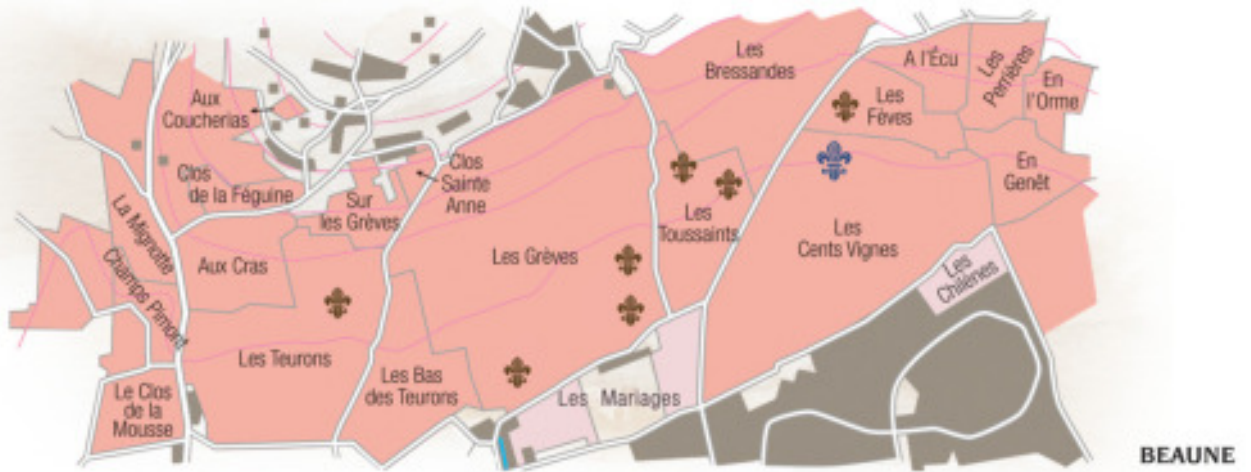 Les
Bressandes
A l'Écu
Les
Perrières
En
l'Orme
Aux
Coucherias
Les
Fèves
Clos
de la Féguine
Clos
Sainte
Anne
Sur
les Grèves
En
Genêt
La Mignotte
Les
Toussaints
Les
Cents Vignes
Champs Pimont
Aux Cras
Les Grèves
Les
Chilènes
Les Teurons
Les Bas
des Teurons
Les Mariages
Le Clos
de la
Mousse
BEAUNE